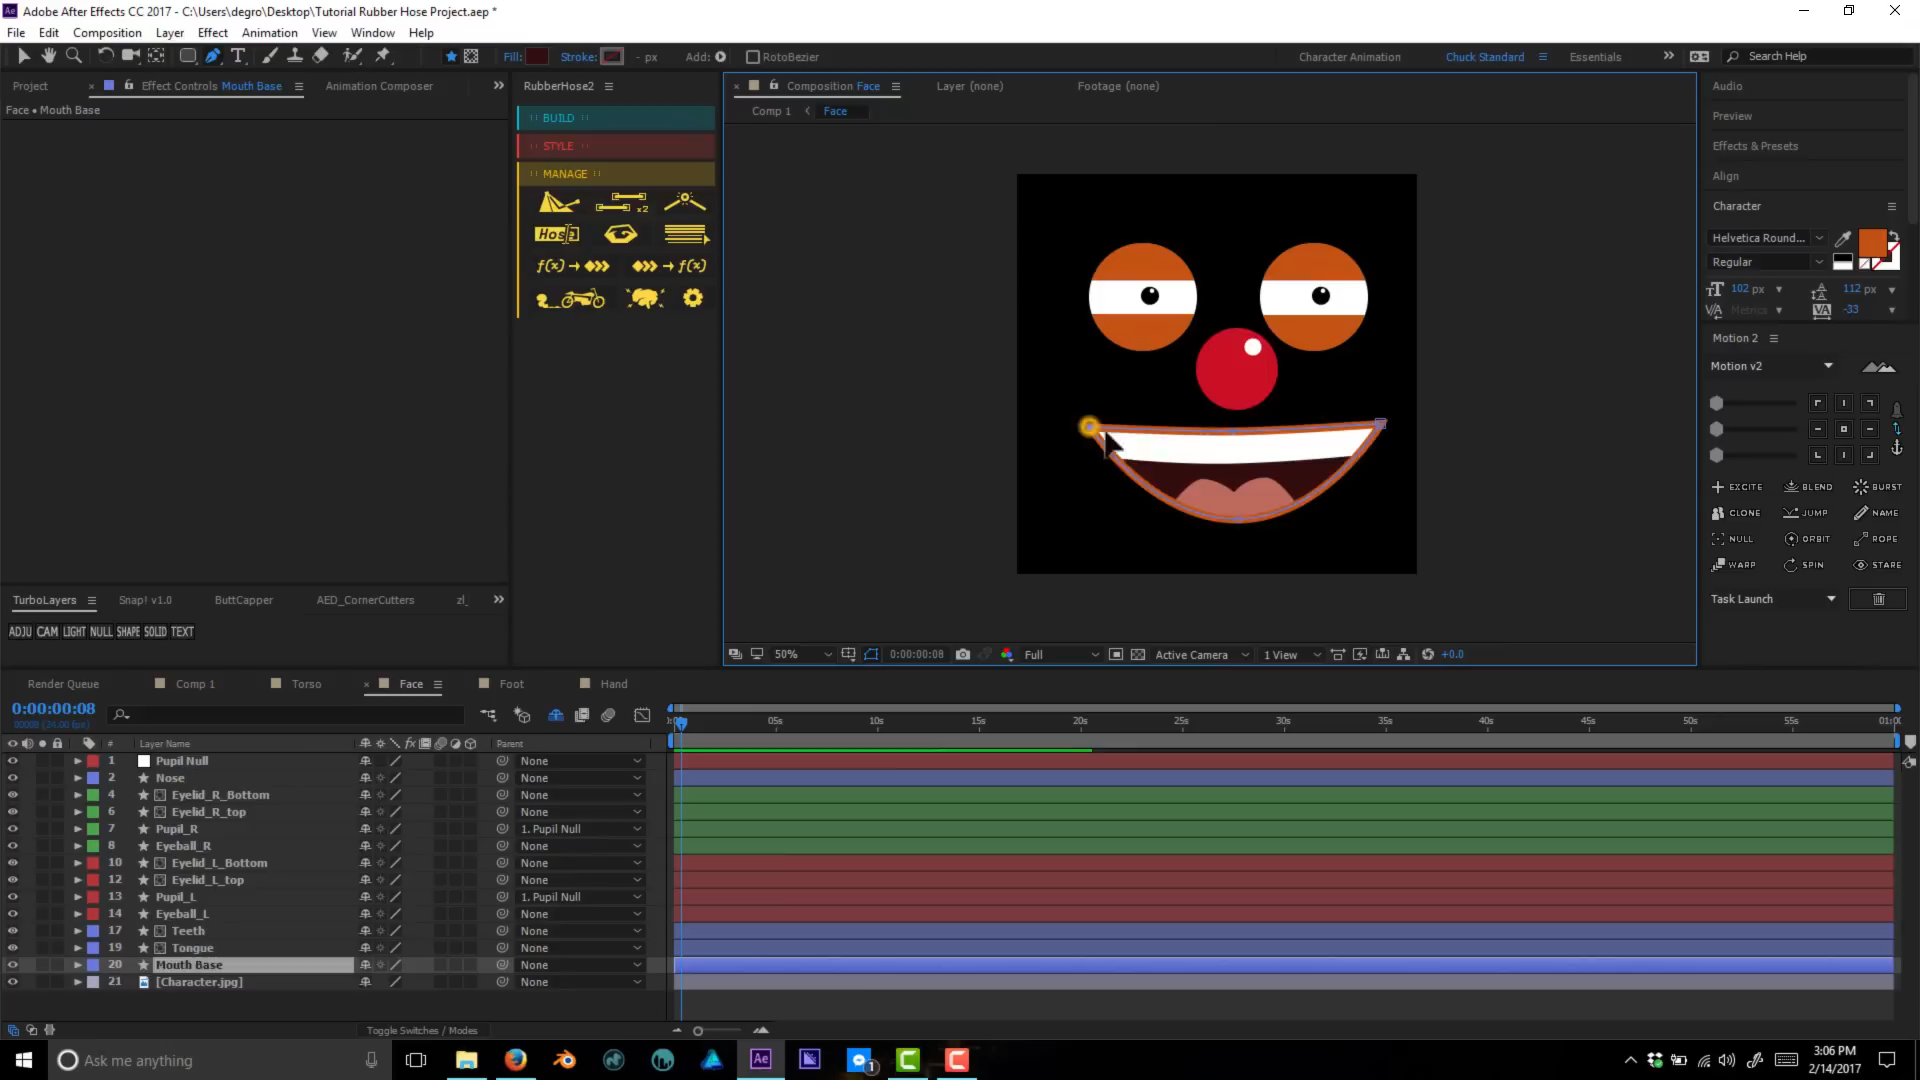 Adobe After Effects CC 2017 - C:\Users\degro\Desktop\Tutorial Rubber Hose Project.aep *
File Edit Composition Layer Effect Animation View Window Help
Fill: Stroke: - px Add: RotoBezier Character Animation Chuck Standard Essentials Search Help
Project Effect Controls Mouth Base Animation Composer
Face • Mouth Base
RubberHose2
BUILD
STYLE
MANAGE
x2
Hose
f(x)
f(x)
Composition Face Layer (none) Footage (none)
Comp 1 Face
50% 0:00:00:08 Full Active Camera 1 View +0.0
Audio
Preview
Effects & Presets
Align
Character
Helvetica Round...
Regular
102 px 112 px
Metrics -33
Motion 2
Motion v2
EXCITE BLEND BURST
CLONE JUMP NAME
NULL ORBIT ROPE
WARP SPIN STARE
Task Launch
TurboLayers Snap! v1.0 ButtCapper AED_CornerCutters zl_
ADJU CAM LIGHT NULL SHAPE SOLID TEXT
Render Queue Comp 1 Torso Face Foot Hand
0:00:00:08
00008 (24.00 fps)
05s 10s 15s 20s 25s 30s 35s 40s 45s 50s 55s 01:0
# Layer Name Parent
1 Pupil Null None
2 Nose None
4 Eyelid_R_Bottom None
6 Eyelid_R_top None
7 Pupil_R 1. Pupil Null
8 Eyeball_R None
10 Eyelid_L_Bottom None
12 Eyelid_L_top None
13 Pupil_L 1. Pupil Null
14 Eyeball_L None
17 Teeth None
19 Tongue None
20 Mouth Base None
21 [Character.jpg] None
Toggle Switches / Modes
Ask me anything
Ae
1
3:06 PM
2/14/2017